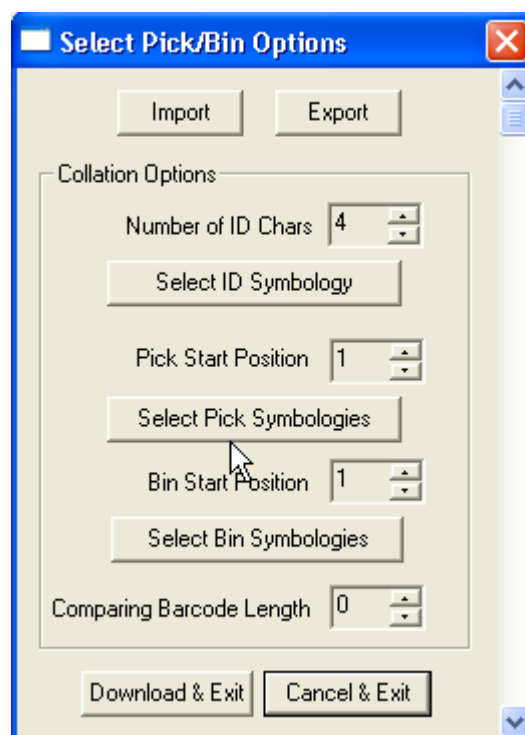 Select Pick/Bin Options
Import Export
Collation Options
Number of ID Chars 4
Select ID Symbology
Pick Start Position 1
Select Pick Symbologies
Bin Start Position 1
Select Bin Symbologies
Comparing Barcode Length 0
Download & Exit Cancel & Exit